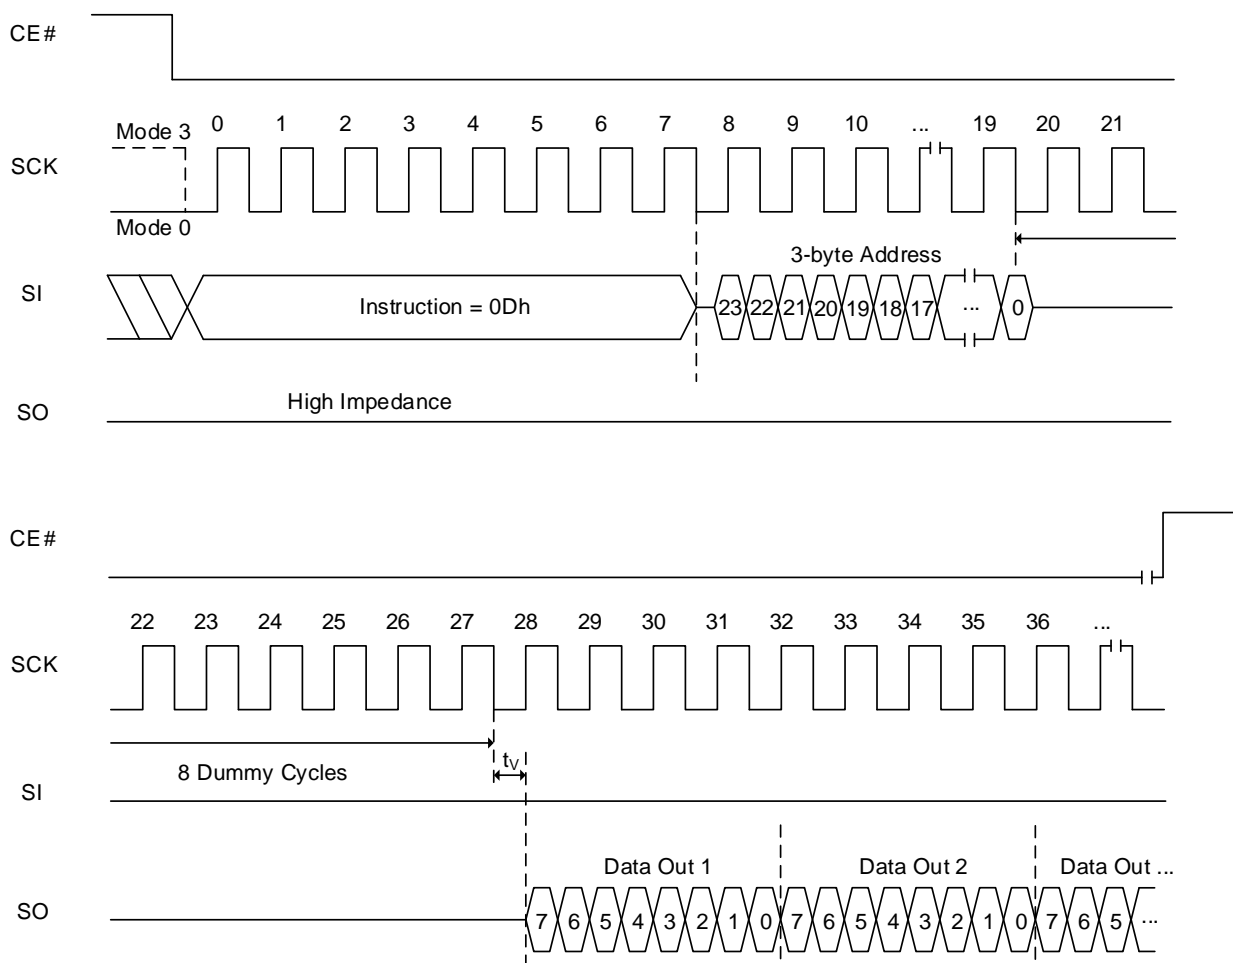 CE#
Mode 3 0 1 2 3 4 5 6 7 8 9 10 ... 19 20 21
SCK
Mode 0
3-byte Address
SI Instruction = 0Dh 23 22 21 20 19 18 17 ... 0
SO High Impedance
CE#
22 23 24 25 26 27 28 29 30 31 32 33 34 35 36 ...
SCK
8 Dummy Cycles tV
SI
Data Out 1 Data Out 2 Data Out ...
SO 7 6 5 4 3 2 1 0 7 6 5 4 3 2 1 0 7 6 5 ...